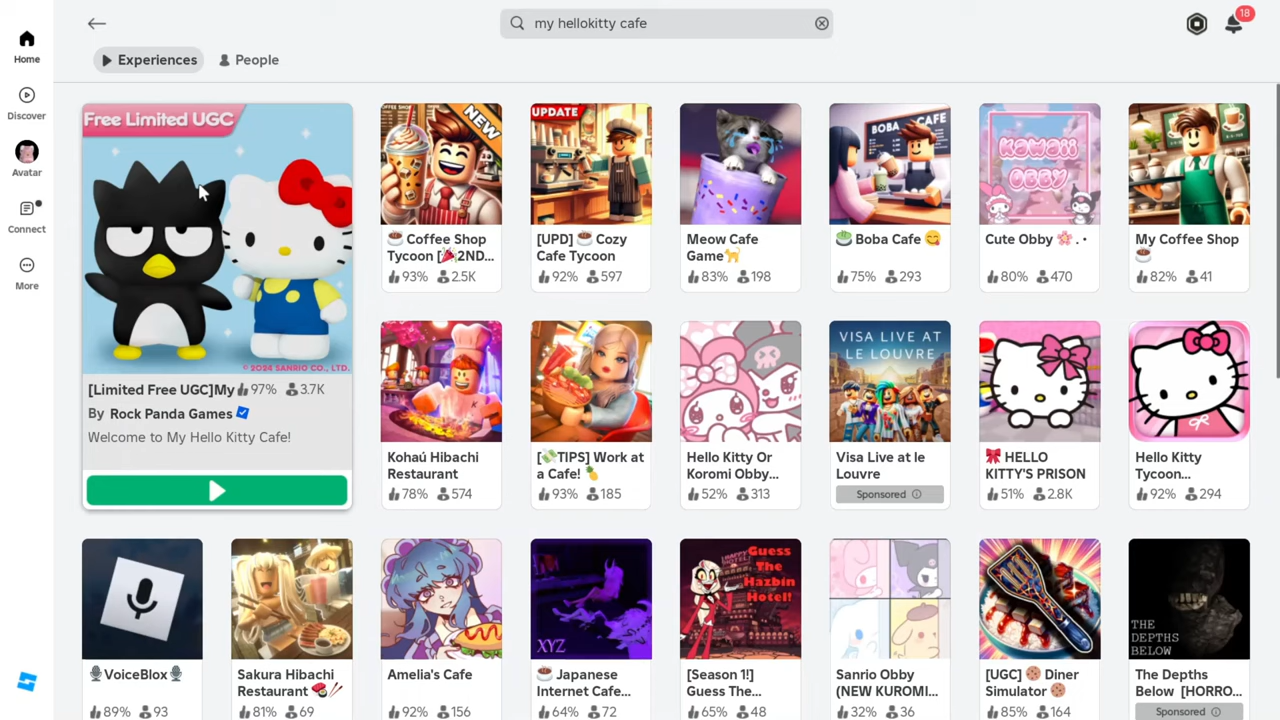 my hellokitty cafe
18
Home
Experiences
People
Discover
Avatar
Connect
More
Free Limited UGC
© 2024 SANRIO CO., LTD.
[Limited Free UGC]My 97% 3.7K
By Rock Panda Games
Welcome to My Hello Kitty Cafe!
COFFEE SHOP
NEW
☕ Coffee Shop
Tycoon [🎉2ND...
93% 2.5K
UPDATE
[UPD] ☕ Cozy
Cafe Tycoon
92% 597
Meow Cafe
Game🐈
83% 198
BOBA CAFE
🍵 Boba Cafe 😋
75% 293
KAWAII
OBBY
Cute Obby 🌸 . •
80% 470
My Coffee Shop
☕
82% 41
Kohaú Hibachi
Restaurant
78% 574
[💸TIPS] Work at
a Cafe! 🍍
93% 185
Hello Kitty Or
Koromi Obby...
52% 313
VISA LIVE AT
LE LOUVRE
Visa Live at le
Louvre
Sponsored
🎀 HELLO
KITTY'S PRISON
51% 2.8K
Hello Kitty
Tycoon...
92% 294
🎙️VoiceBlox🎙️
89% 93
Sakura Hibachi
Restaurant 🍣🥢
81% 69
Amelia's Cafe
92% 156
XYZ
☕ Japanese
Internet Cafe...
64% 72
Guess
The
Hazbin
Hotel!
[Season 1!]
Guess The...
65% 48
Sanrio Obby
(NEW KUROMI...
32% 36
[UGC] 🍪 Diner
Simulator 🍪
85% 164
THE
DEPTHS
BELOW
The Depths
Below [HORRO...
Sponsored